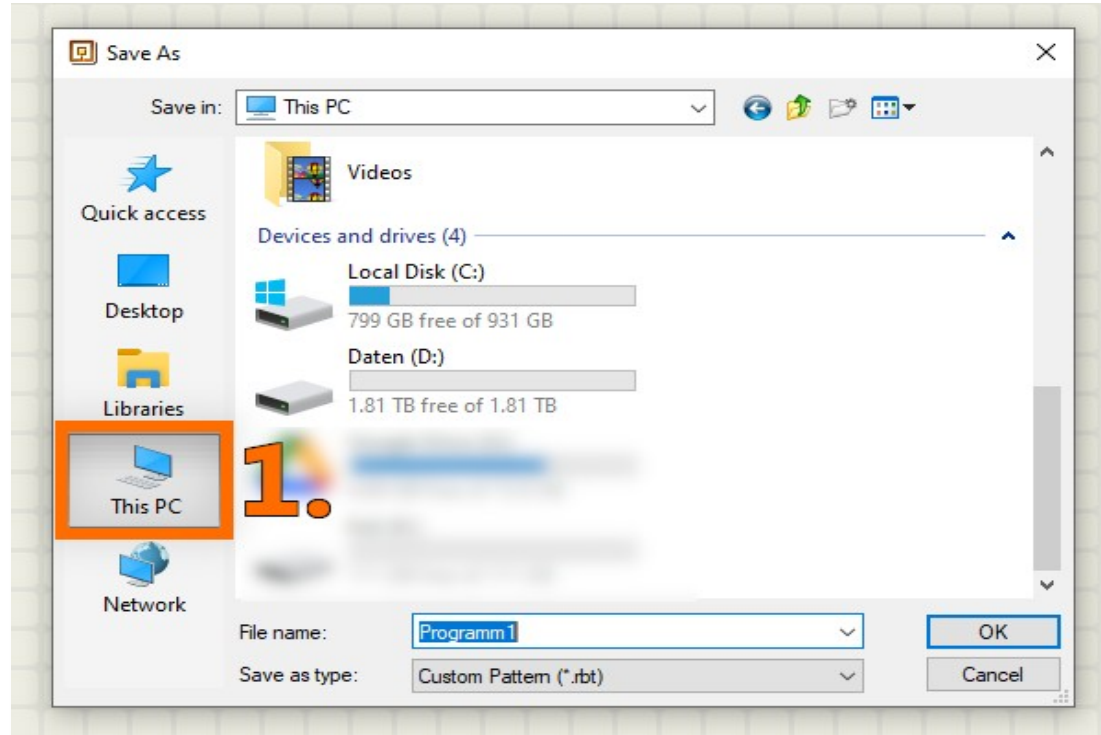 Save As
Save in:
This PC
Quick access
Desktop
Libraries
This PC
Network
1.
Videos
Devices and drives (4)
Local Disk (C:)
799 GB free of 931 GB
Daten (D:)
1.81 TB free of 1.81 TB
File name:
Programm1
OK
Save as type:
Custom Pattern (*.rbt)
Cancel